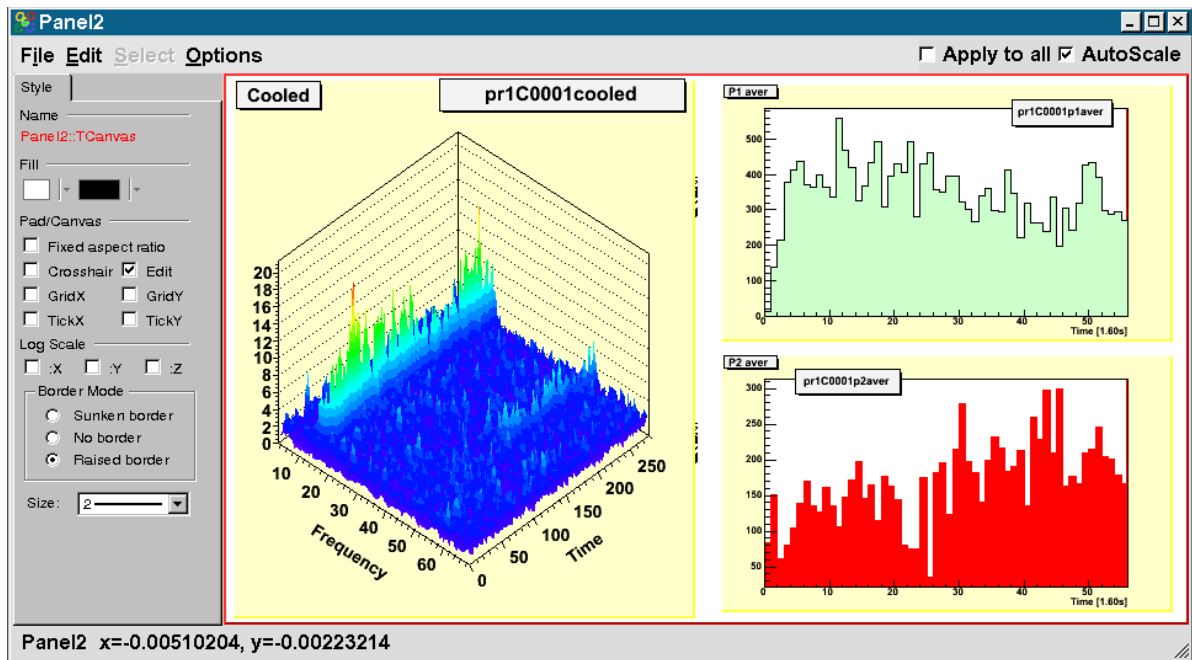 Panel2
File Edit Select Options
Apply to all AutoScale
Style
Name
Panel2::TCanvas
Fill
Pad/Canvas
Fixed aspect ratio
Crosshair Edit
GridX GridY
TickX TickY
Log Scale
:X :Y :Z
Border Mode
Sunken border
No border
Raised border
Size: 2
Cooled
pr1C0001cooled
20
18
16
14
12
10
8
6
4
2
0
10 20 30 40 50 60
Frequency
0 50 100 150 200 250
Time
P1 aver
pr1C0001p1aver
500
400
300
200
100
0
0 10 20 30 40 50
Time [1.60s]
P2 aver
pr1C0001p2aver
300
250
200
150
100
50
0 10 20 30 40 50
Time [1.60s]
Panel2 x=-0.00510204, y=-0.00223214